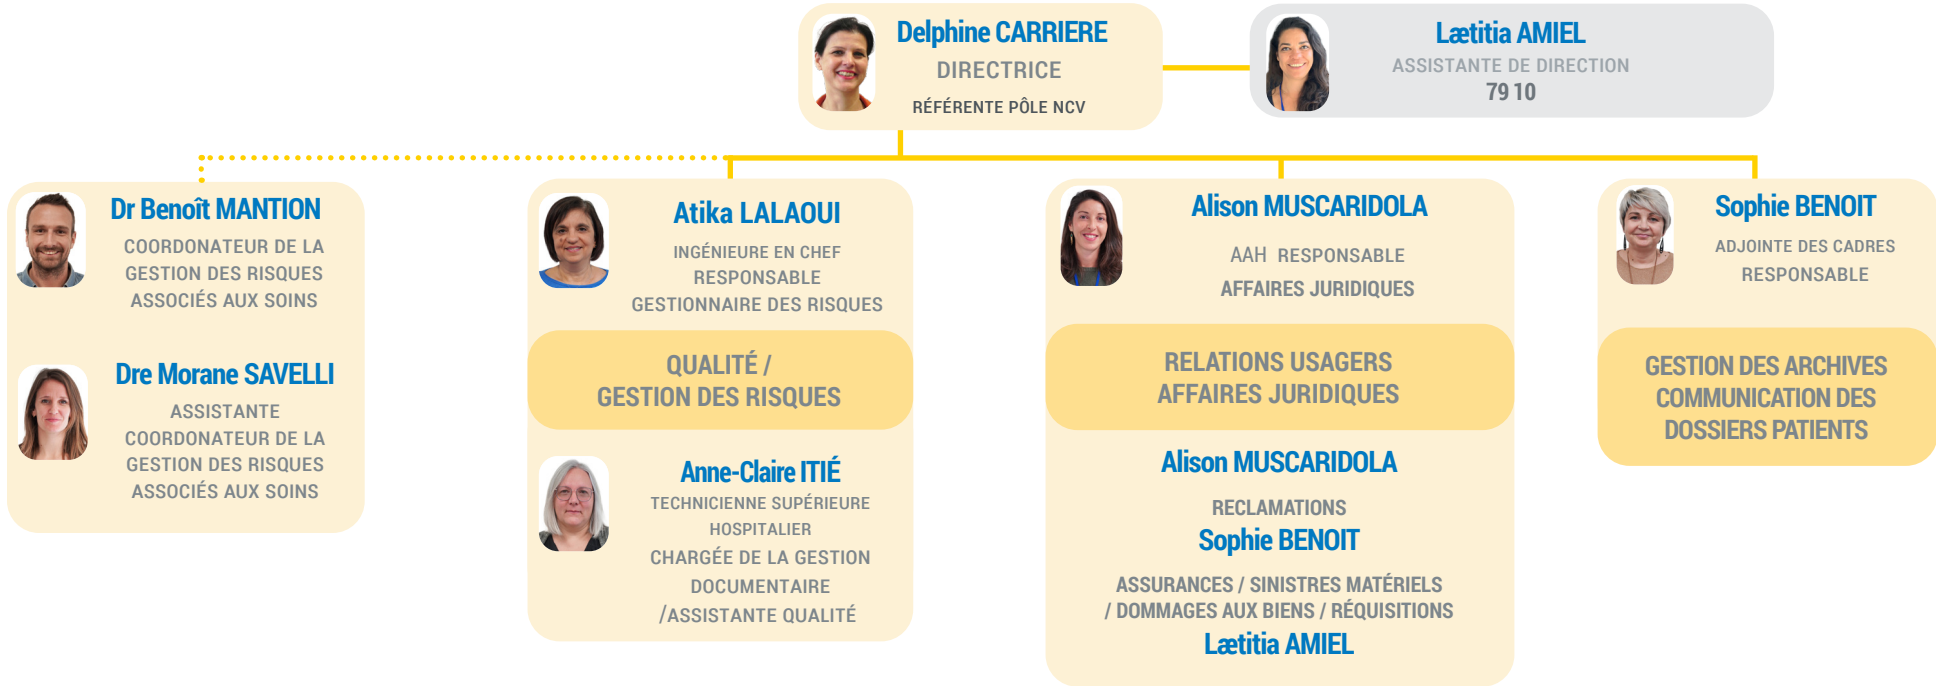 Delphine CARRIERE
DIRECTRICE
RÉFÉRENTE PÔLE NCV
Lætitia AMIEL
ASSISTANTE DE DIRECTION
79 10
Dr Benoît MANTION
COORDONATEUR DE LA
GESTION DES RISQUES
ASSOCIÉS AUX SOINS
Dre Morane SAVELLI
ASSISTANTE
COORDONATEUR DE LA
GESTION DES RISQUES
ASSOCIÉS AUX SOINS
Atika LALAOUI
INGÉNIEURE EN CHEF
RESPONSABLE
GESTIONNAIRE DES RISQUES
QUALITÉ /
GESTION DES RISQUES
Anne-Claire ITIÉ
TECHNICIENNE SUPÉRIEURE
HOSPITALIER
CHARGÉE DE LA GESTION
DOCUMENTAIRE
/ASSISTANTE QUALITÉ
Alison MUSCARIDOLA
AAH RESPONSABLE
AFFAIRES JURIDIQUES
RELATIONS USAGERS
AFFAIRES JURIDIQUES
Alison MUSCARIDOLA
RECLAMATIONS
Sophie BENOIT
ASSURANCES / SINISTRES MATÉRIELS
/ DOMMAGES AUX BIENS / RÉQUISITIONS
Lætitia AMIEL
Sophie BENOIT
ADJOINTE DES CADRES
RESPONSABLE
GESTION DES ARCHIVES
COMMUNICATION DES
DOSSIERS PATIENTS